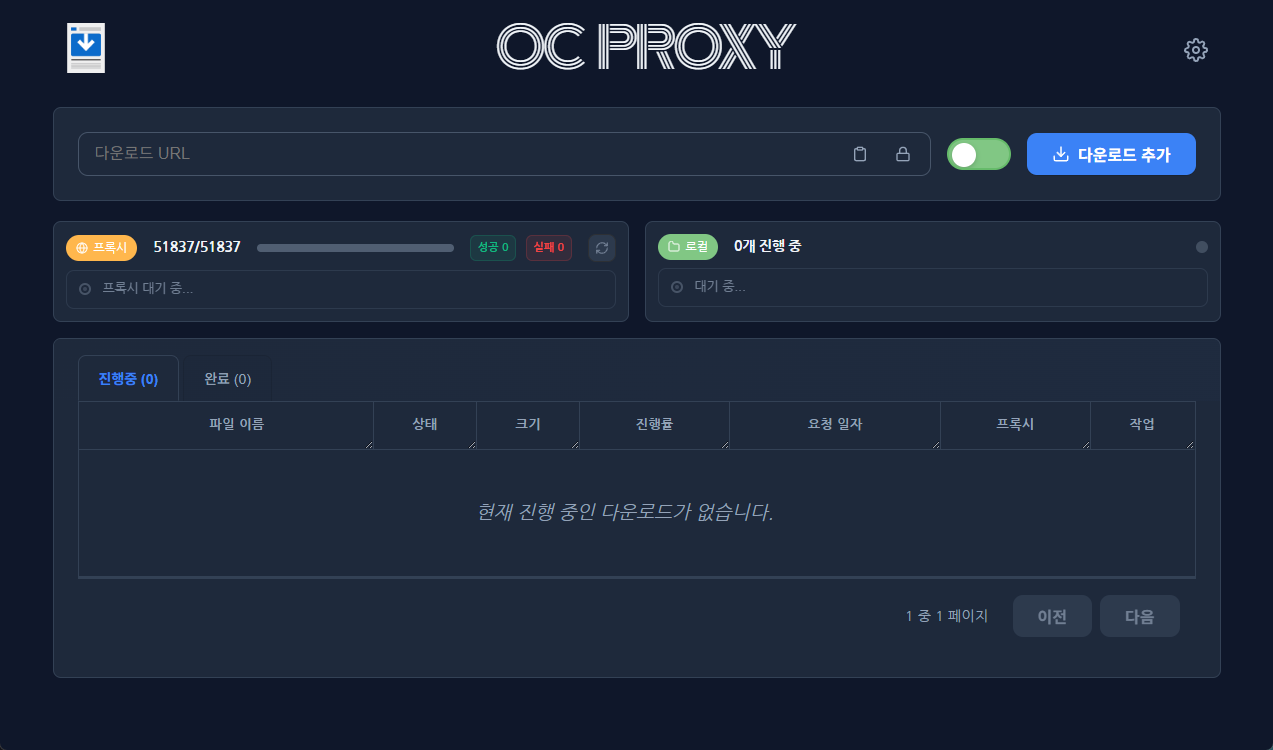 OC PROXY
다운로드 URL
다운로드 추가
프록시 51837/51837 성공 0 실패 0
프록시 대기 중...
로컬 0개 진행 중
대기 중...
진행중 (0) 완료 (0)
파일 이름 상태 크기 진행률 요청 일자 프록시 작업
현재 진행 중인 다운로드가 없습니다.
1 중 1 페이지 이전 다음